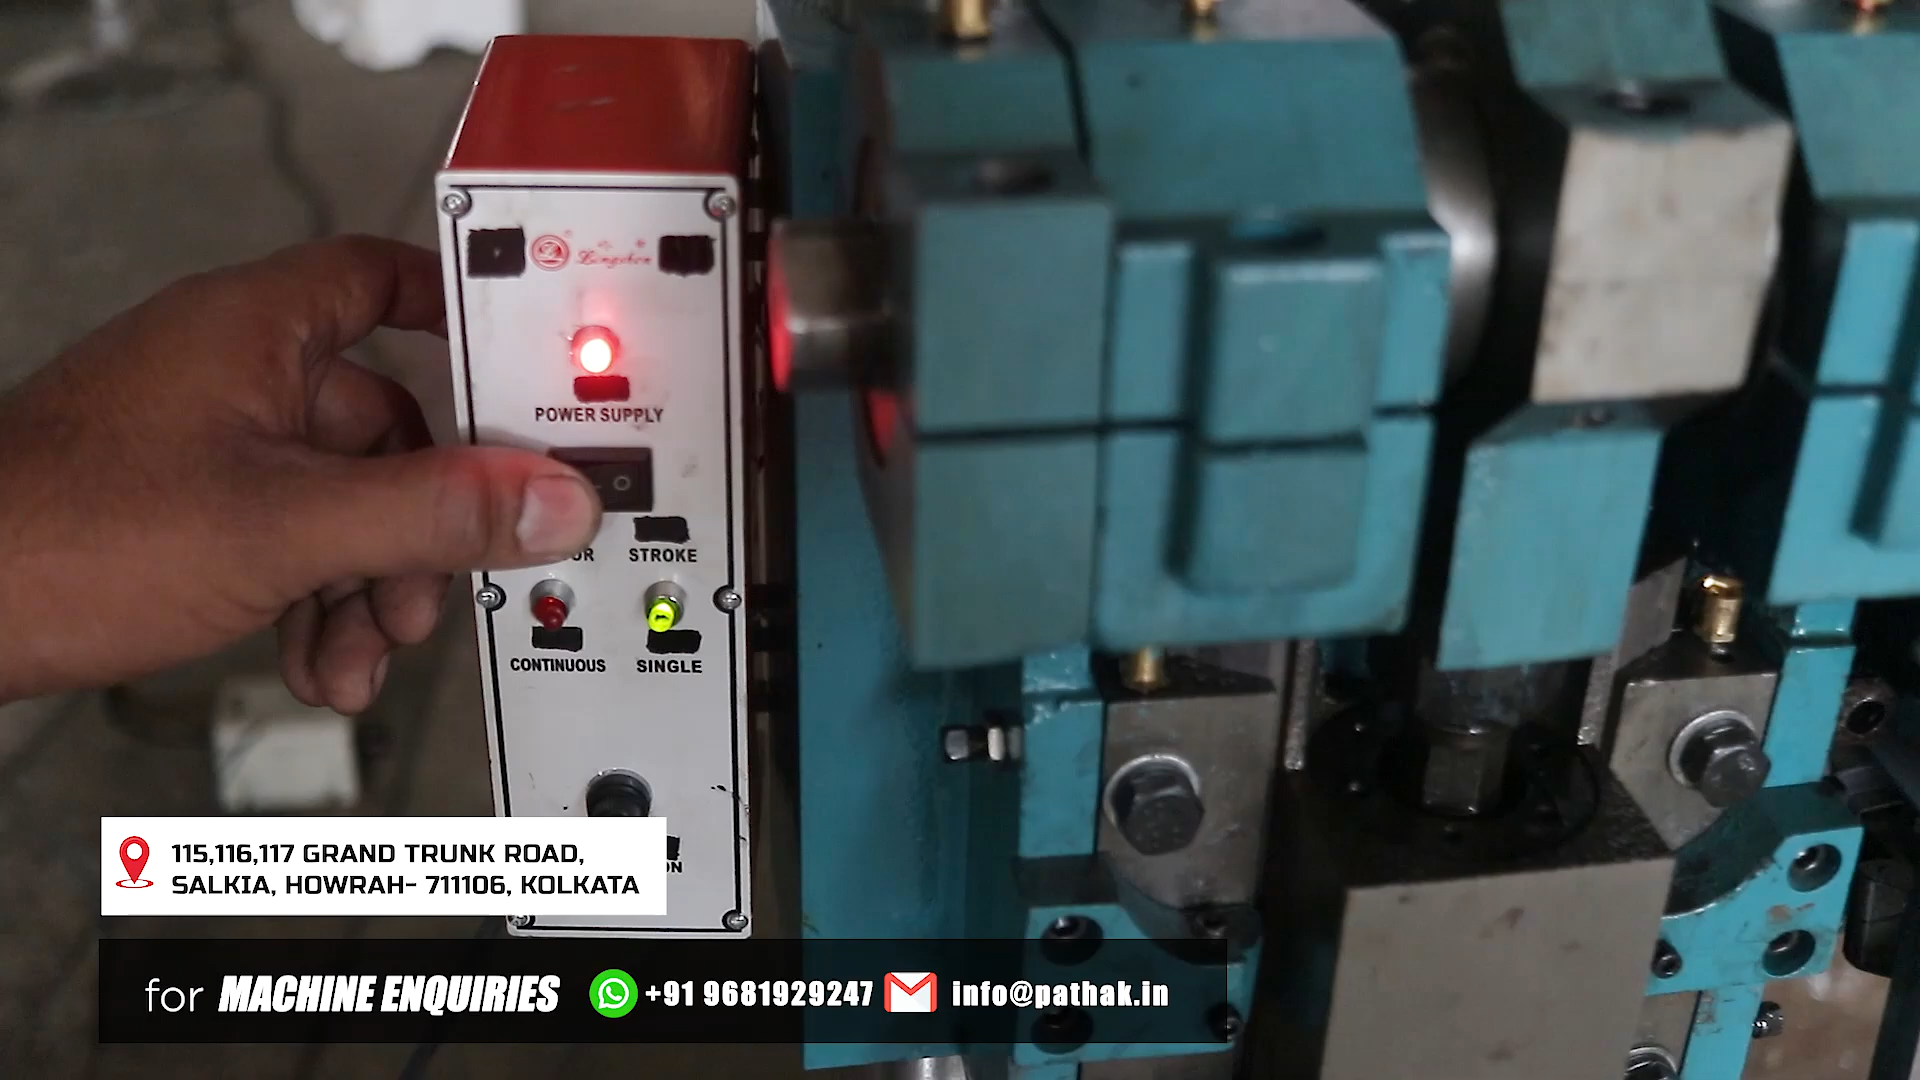 Lingchen
POWER SUPPLY
STROKE
CONTINUOUS
SINGLE
115,116,117 GRAND TRUNK ROAD,
SALKIA, HOWRAH- 711106, KOLKATA
for MACHINE ENQUIRIES +91 9681929247 info@pathak.in